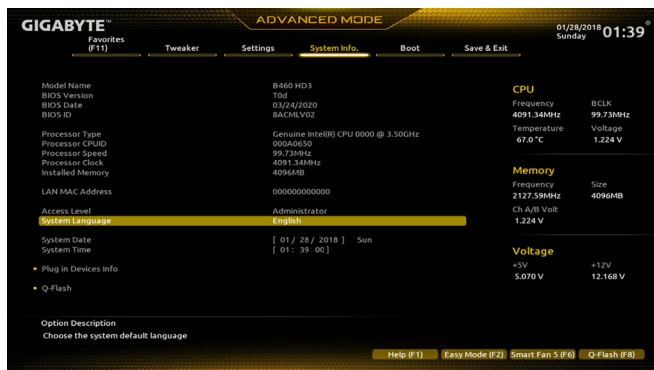 GIGABYTE™
ADVANCED MODE
01/28/2018 Sunday 01:39
Favorites (F11)
Tweaker
Settings
System Info.
Boot
Save & Exit
Model Name B460 HD3
BIOS Version T0d
BIOS Date 03/24/2020
BIOS ID 8ACMLV02
Processor Type Genuine Intel(R) CPU 0000 @ 3.50GHz
Processor CPUID 000A0650
Processor Speed 99.73MHz
Processor Clock 4091.34MHz
Installed Memory 4096MB
LAN MAC Address 000000000000
Access Level Administrator
System Language English
System Date [ 01/ 28/ 2018 ] Sun
System Time [ 01: 39: 00]
Plug in Devices Info
Q-Flash
CPU
Frequency BCLK
4091.34MHz 99.73MHz
Temperature Voltage
67.0 °C 1.224 V
Memory
Frequency Size
2127.59MHz 4096MB
Ch A/B Volt
1.224 V
Voltage
+5V +12V
5.070 V 12.168 V
Option Description
Choose the system default language
Help (F1)
Easy Mode (F2)
Smart Fan 5 (F6)
Q-Flash (F8)